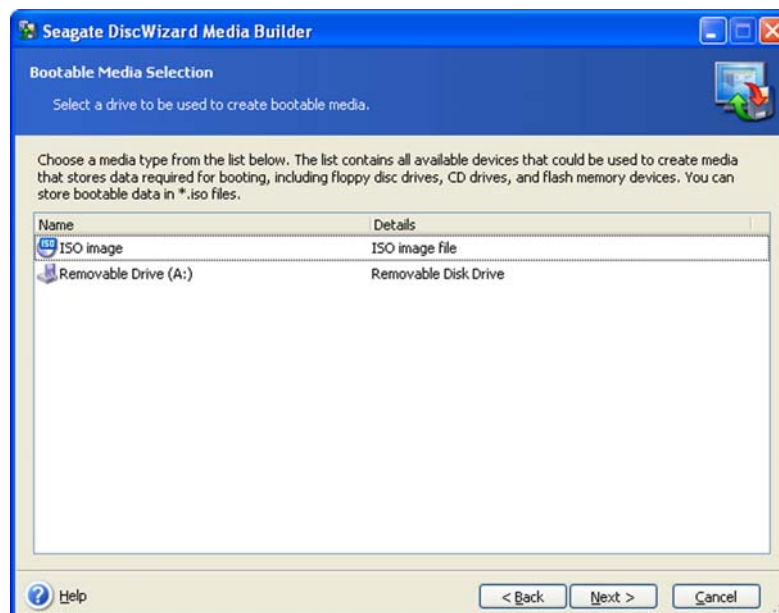 Seagate DiscWizard Media Builder
Bootable Media Selection
Select a drive to be used to create bootable media.
Choose a media type from the list below. The list contains all available devices that could be used to create media
that stores data required for booting, including floppy disc drives, CD drives, and flash memory devices. You can
store bootable data in *.iso files.
Name Details
ISO ISO image ISO image file
Removable Drive (A:) Removable Disk Drive
? Help < Back Next > Cancel